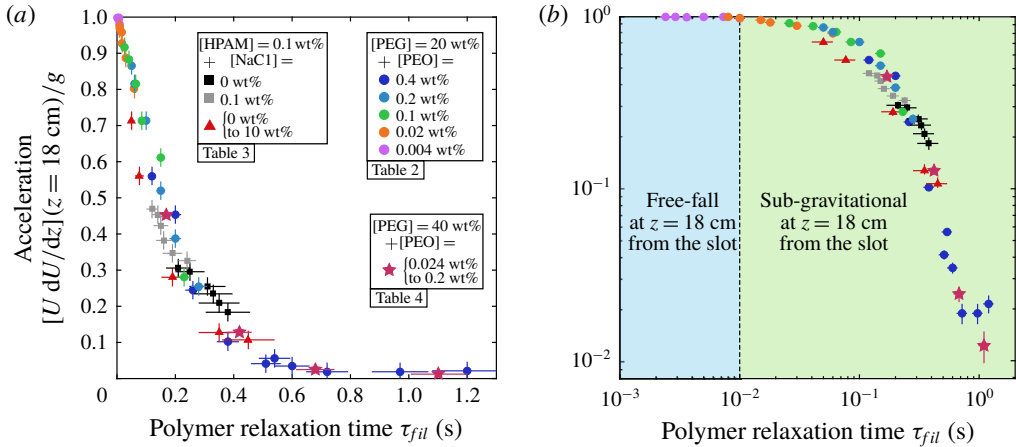 (a)
1.0
0.9
0.8
0.7
0.6
0.5
0.4
0.3
0.2
0.1
0
0.2
0.4
0.6
0.8
1.0
1.2
Acceleration
[U dU/dz](z = 18 cm)/g
Polymer relaxation time τfil (s)
[HPAM] = 0.1 wt%
+ [NaCl] =
0 wt%
0.1 wt%
{0 wt%
to 10 wt%
Table 3
[PEG] = 20 wt%
+ [PEO] =
0.4 wt%
0.2 wt%
0.1 wt%
0.02 wt%
0.004 wt%
Table 2
[PEG] = 40 wt%
+[PEO] =
{0.024 wt%
to 0.2 wt%
Table 4
(b)
10⁰
10⁻¹
10⁻²
10⁻³
10⁻²
10⁻¹
10⁰
Free-fall
at z = 18 cm
from the slot
Sub-gravitational
at z = 18 cm
from the slot
Polymer relaxation time τfil (s)